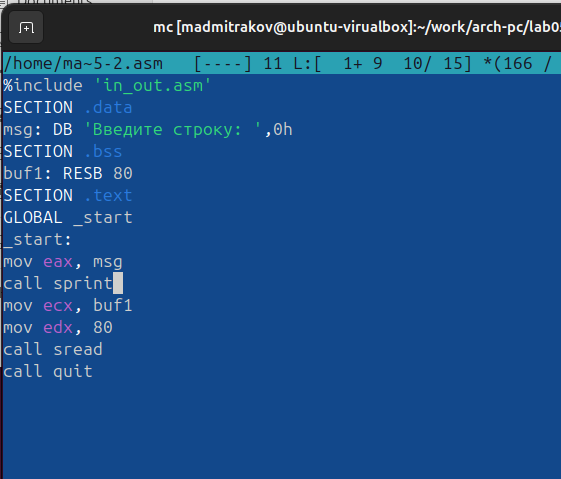 Documents
mc [madmitrakov@ubuntu-virualbox]:~/work/arch-pc/lab05
/home/ma~5-2.asm [----] 11 L:[ 1+ 9 10/ 15] *(166 /
%include 'in_out.asm'
SECTION .data
msg: DB 'Введите строку: ',0h
SECTION .bss
buf1: RESB 80
SECTION .text
GLOBAL _start
_start:
mov eax, msg
call sprint
mov ecx, buf1
mov edx, 80
call sread
call quit